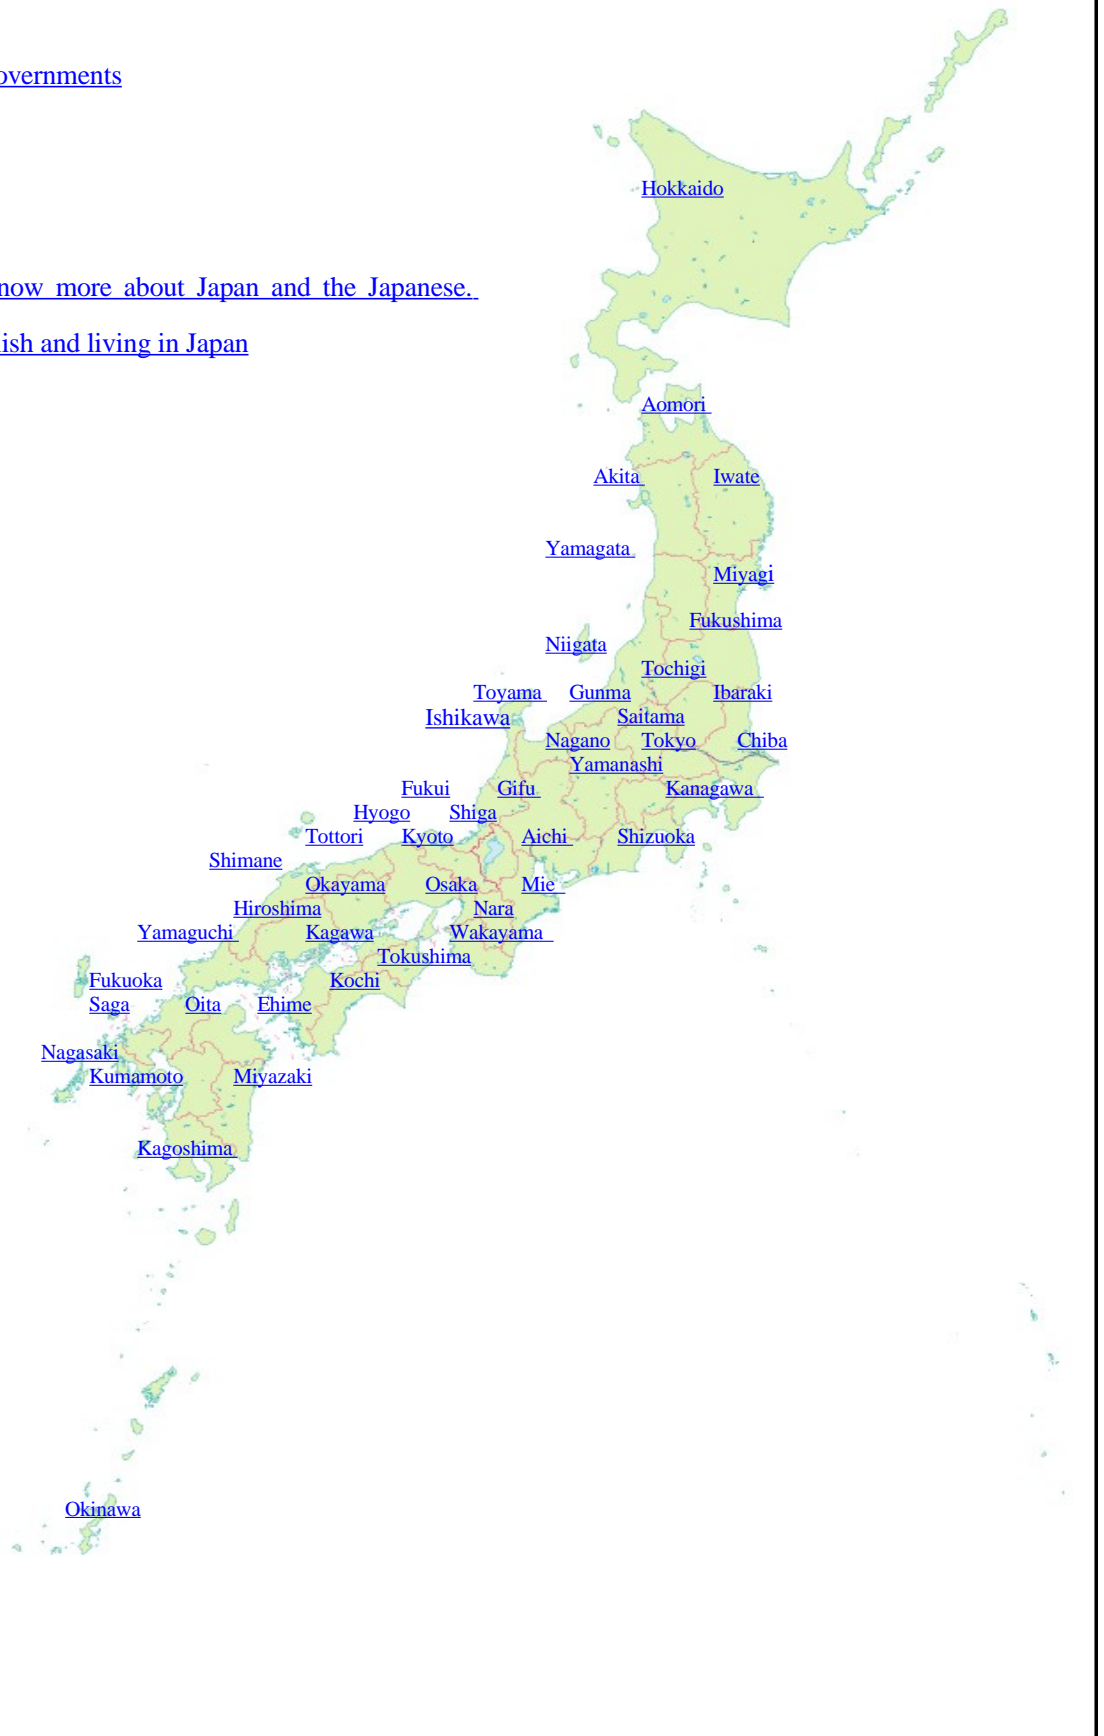 overnments
now more about Japan and the Japanese.
ish and living in Japan
Hokkaido
Aomori
Akita Iwate
Yamagata
Miyagi
Fukushima
Niigata
Tochigi
Toyama Gunma Ibaraki
Ishikawa Saitama
Nagano Tokyo Chiba
Yamanashi
Fukui Gifu Kanagawa
Hyogo Shiga
Tottori Kyoto Aichi Shizuoka
Shimane
Okayama Osaka Mie
Hiroshima Nara
Yamaguchi Kagawa Wakayama
Tokushima
Fukuoka Kochi
Saga Oita Ehime
Nagasaki
Kumamoto Miyazaki
Kagoshima
Okinawa